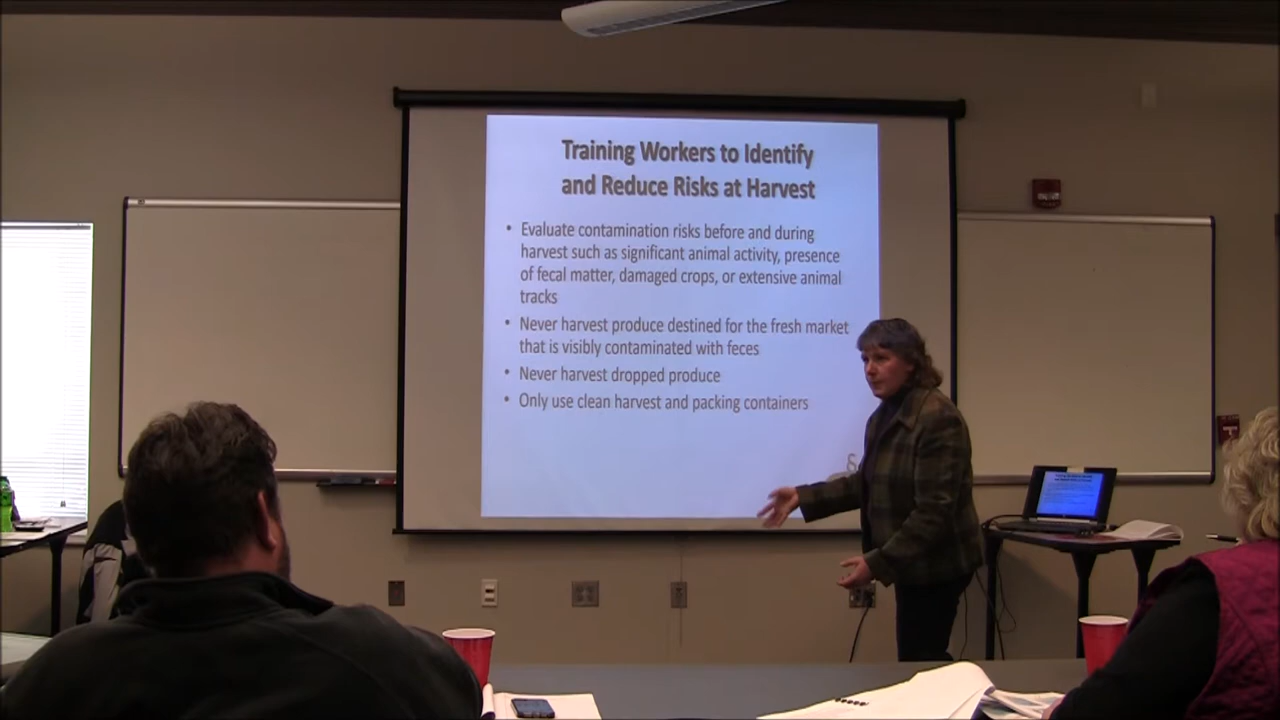 Training Workers to Identify
and Reduce Risks at Harvest
• Evaluate contamination risks before and during
harvest such as significant animal activity, presence
of fecal matter, damaged crops, or extensive animal
tracks
• Never harvest produce destined for the fresh market
that is visibly contaminated with feces
• Never harvest dropped produce
• Only use clean harvest and packing containers